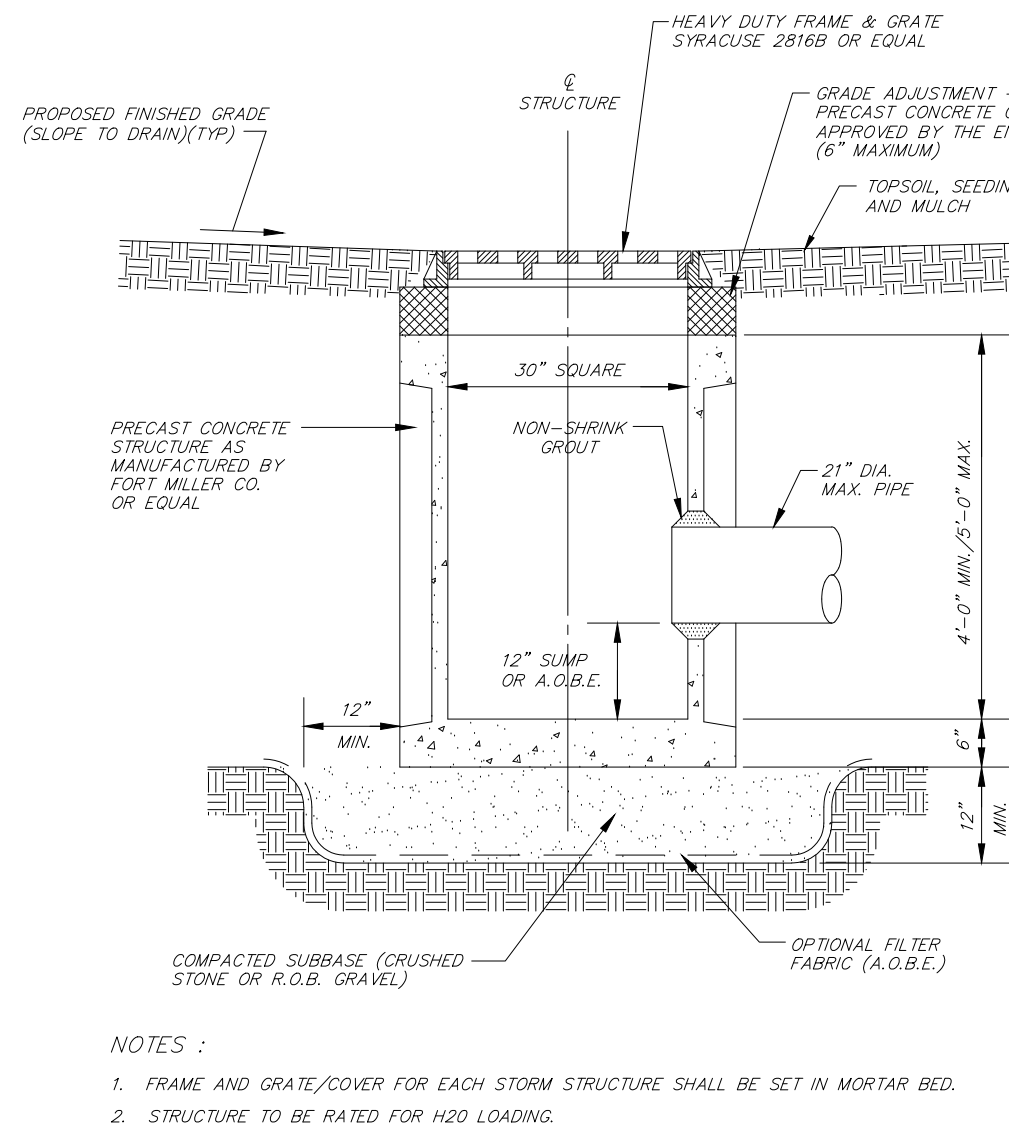 HEAVY DUTY FRAME & GRATE
SYRACUSE 2816B OR EQUAL
℄
STRUCTURE
GRADE ADJUSTMENT -
PRECAST CONCRETE
APPROVED BY THE
(6" MAXIMUM)
PROPOSED FINISHED GRADE
(SLOPE TO DRAIN)(TYP)
TOPSOIL,
AND MULCH
30" SQUARE
PRECAST CONCRETE
STRUCTURE AS
MANUFACTURED BY
FORT MILLER CO.
OR EQUAL
NON-SHRINK
GROUT
21" DIA.
MAX. PIPE
4'-0" MIN./5'-0" MAX.
12" SUMP
OR A.O.B.E.
12"
MIN.
6"
12"
MIN.
COMPACTED SUBBASE (CRUSHED
STONE OR R.O.B. GRAVEL)
OPTIONAL FILTER
FABRIC (A.O.B.E.)
NOTES :
1. FRAME AND GRATE/COVER FOR EACH STORM STRUCTURE SHALL BE SET IN MORTAR BED.
2. STRUCTURE TO BE RATED FOR H20 LOADING.